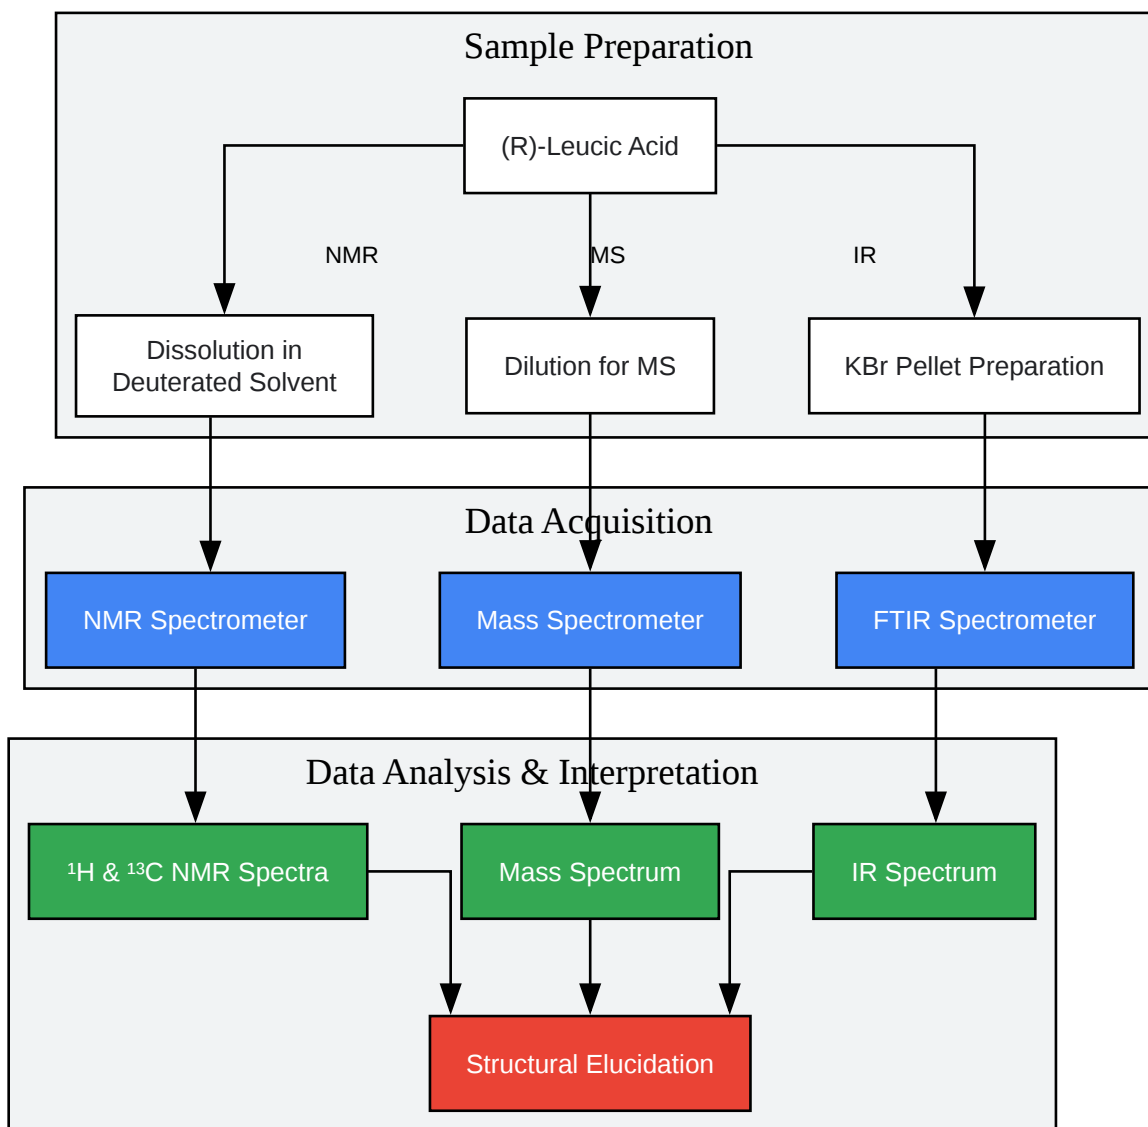 Sample Preparation
(R)-Leucic Acid
NMR
MS
IR
Dissolution in
Deuterated Solvent
Dilution for MS
KBr Pellet Preparation
Data Acquisition
NMR Spectrometer
Mass Spectrometer
FTIR Spectrometer
Data Analysis & Interpretation
¹H & ¹³C NMR Spectra
Mass Spectrum
IR Spectrum
Structural Elucidation